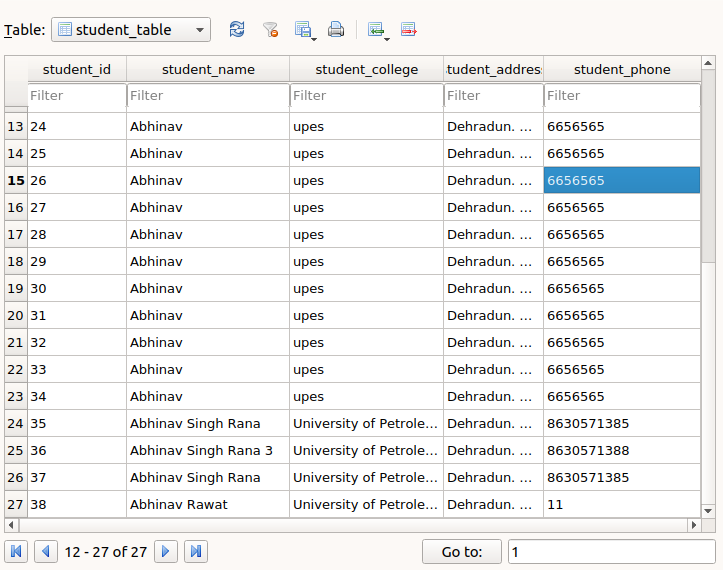 Table: student_table
student_id student_name student_college tudent_addres student_phone
Filter Filter Filter Filter Filter
13 24 Abhinav upes Dehradun. ... 6656565
14 25 Abhinav upes Dehradun. ... 6656565
15 26 Abhinav upes Dehradun. ... 6656565
16 27 Abhinav upes Dehradun. ... 6656565
17 28 Abhinav upes Dehradun. ... 6656565
18 29 Abhinav upes Dehradun. ... 6656565
19 30 Abhinav upes Dehradun. ... 6656565
20 31 Abhinav upes Dehradun. ... 6656565
21 32 Abhinav upes Dehradun. ... 6656565
22 33 Abhinav upes Dehradun. ... 6656565
23 34 Abhinav upes Dehradun. ... 6656565
24 35 Abhinav Singh Rana University of Petrole... Dehradun. ... 8630571385
25 36 Abhinav Singh Rana 3 University of Petrole... Dehradun. ... 8630571388
26 37 Abhinav Singh Rana University of Petrole... Dehradun. ... 8630571385
27 38 Abhinav Rawat University of Petrole... Dehradun. ... 11
12 - 27 of 27 Go to: 1